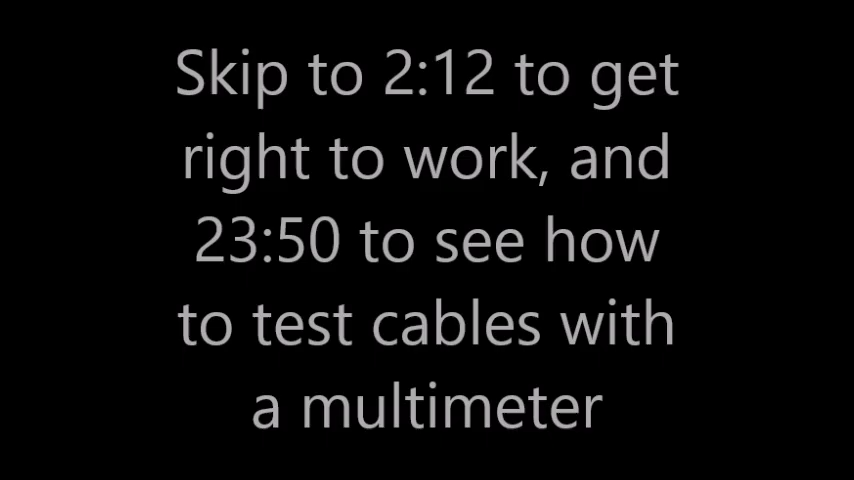 Skip to 2:12 to get
right to work, and
23:50 to see how
to test cables with
a multimeter